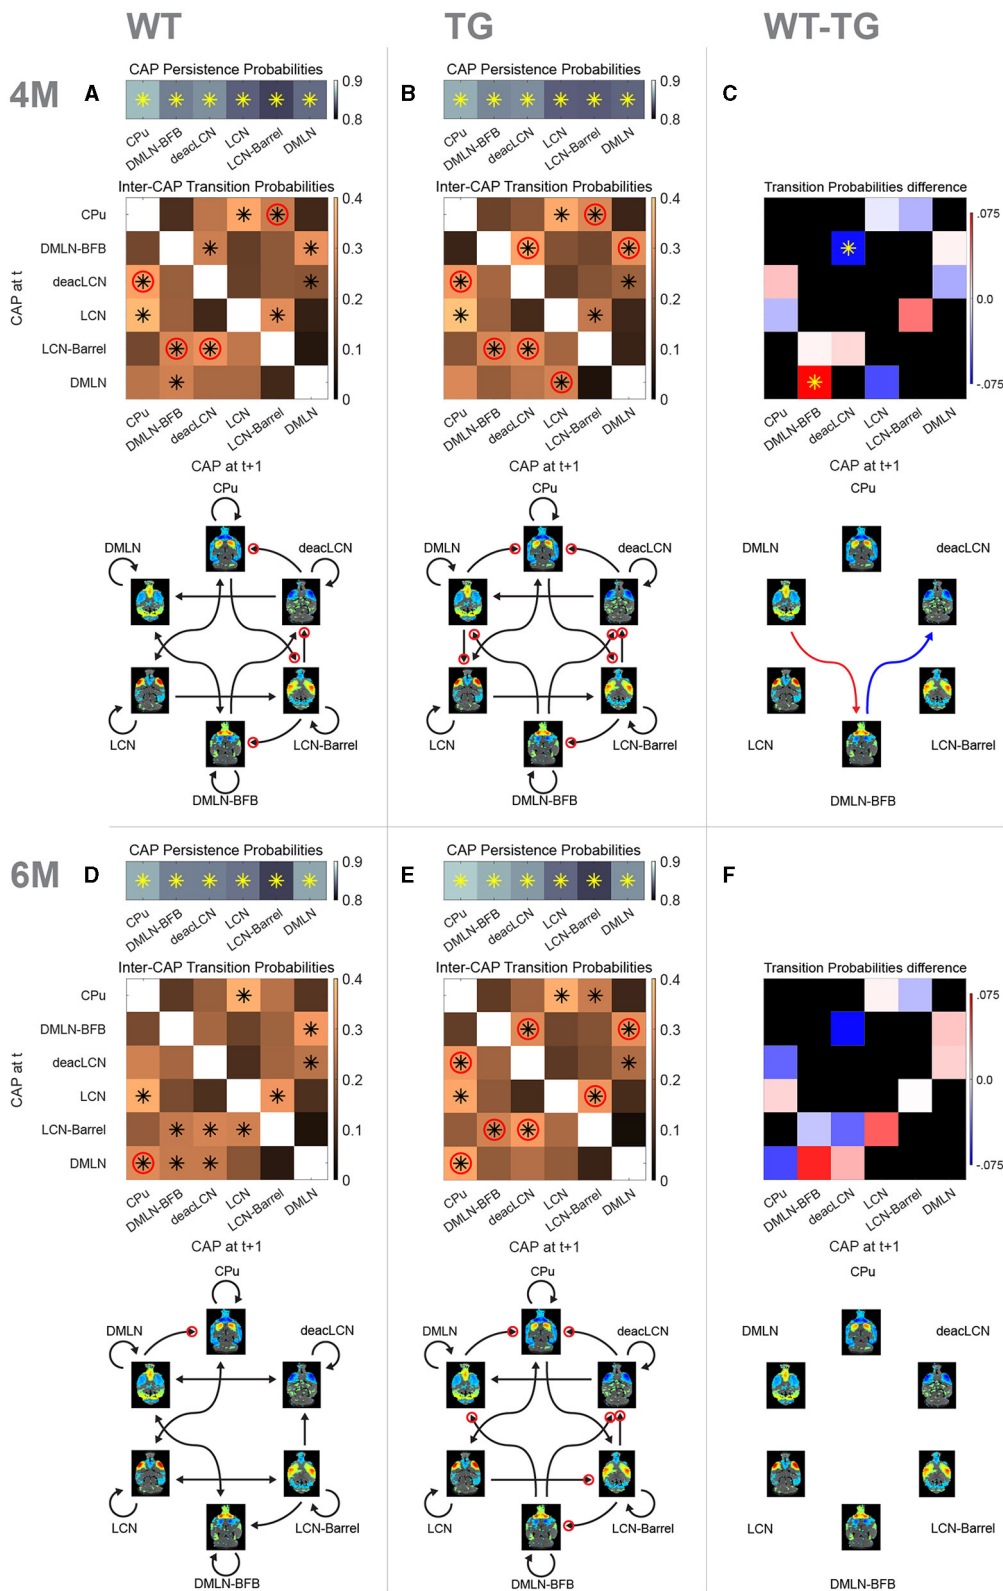 WT TG WT-TG
4M
A
CAP Persistence Probabilities
0.9
0.8
CPu DMLN-BFB deacLCN LCN LCN-Barrel DMLN
Inter-CAP Transition Probabilities
CAP at t
CPu
DMLN-BFB
deacLCN
LCN
LCN-Barrel
DMLN
0.4
0.3
0.2
0.1
0
CPu DMLN-BFB deacLCN LCN LCN-Barrel DMLN
CAP at t+1
CPu
DMLN deacLCN
LCN LCN-Barrel
DMLN-BFB
B
CAP Persistence Probabilities
0.9
0.8
CPu DMLN-BFB deacLCN LCN LCN-Barrel DMLN
Inter-CAP Transition Probabilities
0.4
0.3
0.2
0.1
0
CPu DMLN-BFB deacLCN LCN LCN-Barrel DMLN
CAP at t+1
CPu
DMLN deacLCN
LCN LCN-Barrel
DMLN-BFB
C
Transition Probabilities difference
.075
0.0
-.075
CPu DMLN-BFB deacLCN LCN LCN-Barrel DMLN
CAP at t+1
CPu
DMLN deacLCN
LCN LCN-Barrel
DMLN-BFB
6M
D
CAP Persistence Probabilities
0.9
0.8
CPu DMLN-BFB deacLCN LCN LCN-Barrel DMLN
Inter-CAP Transition Probabilities
CAP at t
CPu
DMLN-BFB
deacLCN
LCN
LCN-Barrel
DMLN
0.4
0.3
0.2
0.1
0
CPu DMLN-BFB deacLCN LCN LCN-Barrel DMLN
CAP at t+1
CPu
DMLN deacLCN
LCN LCN-Barrel
DMLN-BFB
E
CAP Persistence Probabilities
0.9
0.8
CPu DMLN-BFB deacLCN LCN LCN-Barrel DMLN
Inter-CAP Transition Probabilities
0.4
0.3
0.2
0.1
0
CPu DMLN-BFB deacLCN LCN LCN-Barrel DMLN
CAP at t+1
CPu
DMLN deacLCN
LCN LCN-Barrel
DMLN-BFB
F
Transition Probabilities difference
.075
0.0
-.075
CPu DMLN-BFB deacLCN LCN LCN-Barrel DMLN
CAP at t+1
CPu
DMLN deacLCN
LCN LCN-Barrel
DMLN-BFB